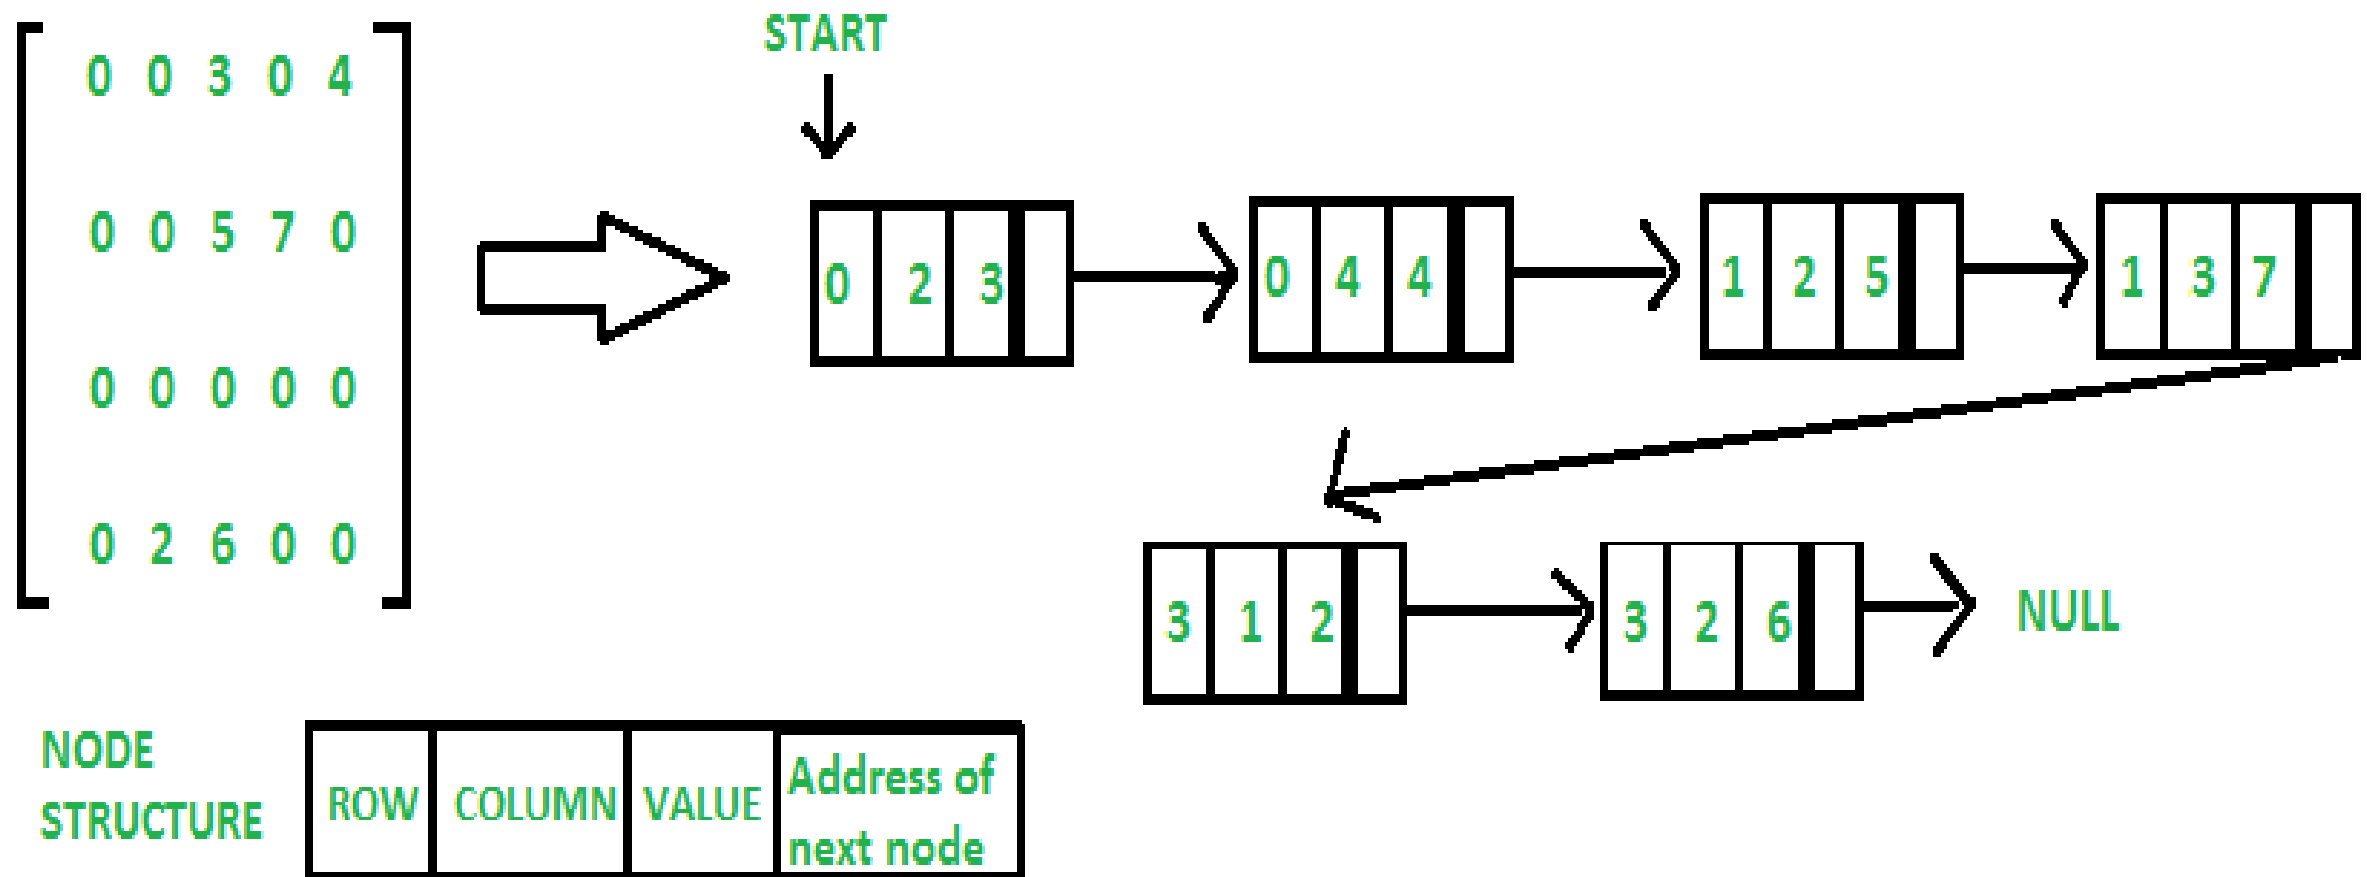 0 0 3 0 4
0 0 5 7 0
0 0 0 0 0
0 2 6 0 0
START
0 2 3
0 4 4
1 2 5
1 3 7
3 1 2
3 2 6
NULL
NODE
STRUCTURE
ROW
COLUMN
VALUE
Address of
next node